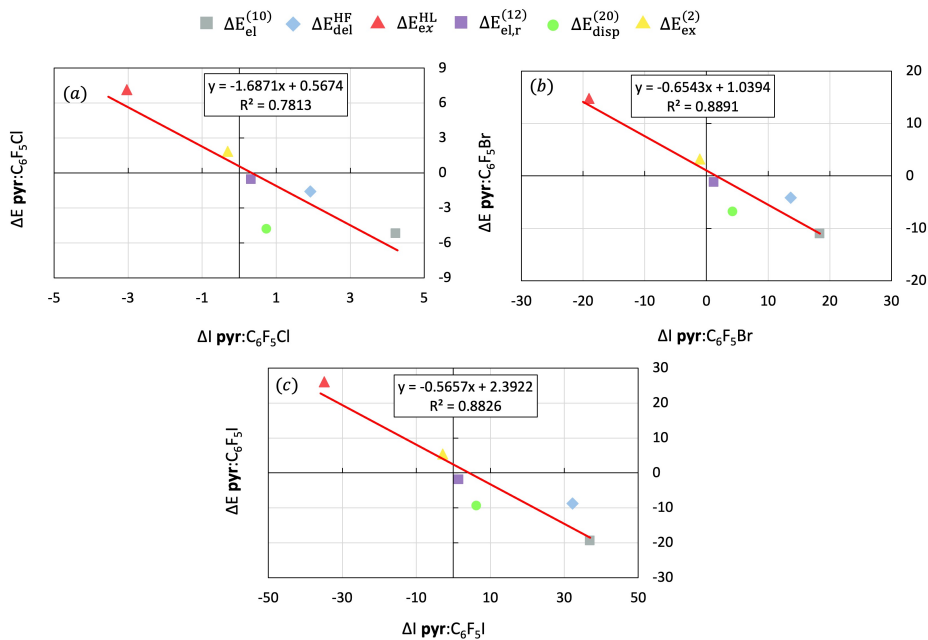 ΔE_el^(10) ΔE_del^HF ΔE_ex^HL ΔE_el,r^(12) ΔE_disp^(20) ΔE_ex^(2)
(a)
y = -1.6871x + 0.5674
R² = 0.7813
9
6
3
0
-3
-6
-9
-5 -3 -1 1 3 5
ΔE pyr:C₆F₅Cl
ΔI pyr:C₆F₅Cl
(b)
y = -0.6543x + 1.0394
R² = 0.8891
20
10
0
-10
-20
-30 -20 -10 0 10 20 30
ΔE pyr:C₆F₅Br
ΔI pyr:C₆F₅Br
(c)
y = -0.5657x + 2.3922
R² = 0.8826
30
20
10
0
-10
-20
-30
-50 -30 -10 10 30 50
ΔE pyr:C₆F₅I
ΔI pyr:C₆F₅I